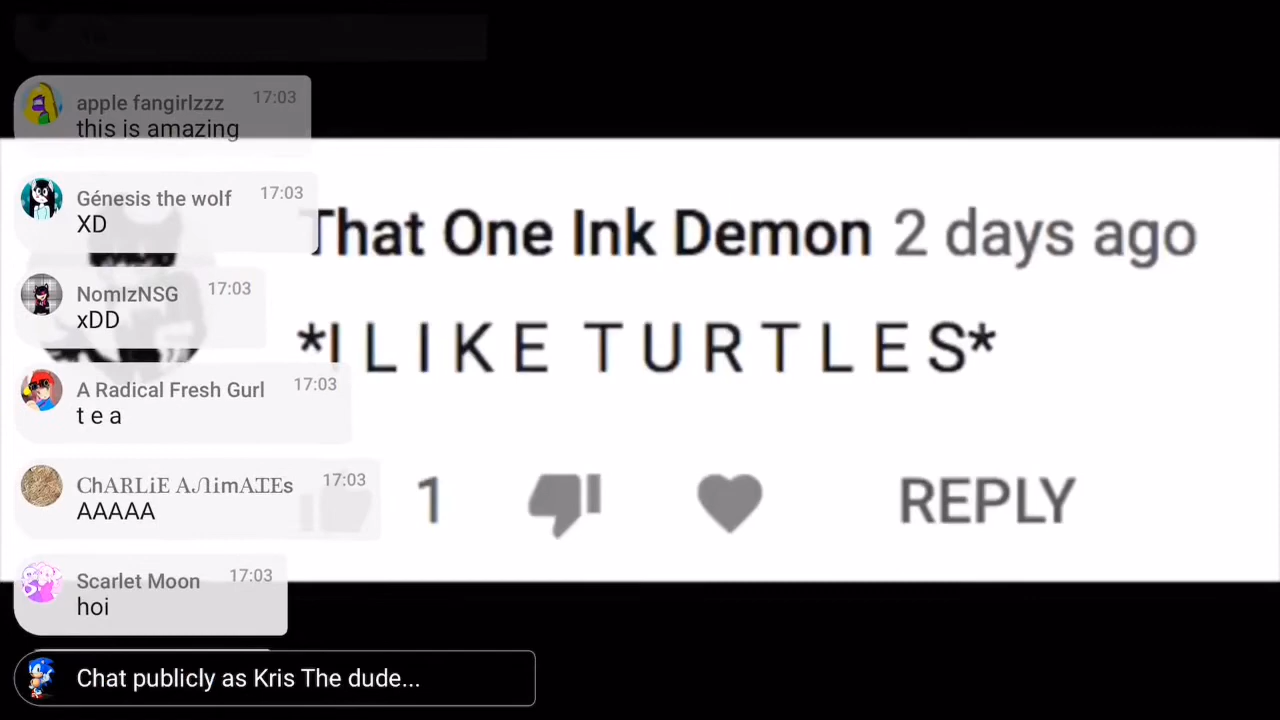 apple fangirlzzz 17:03
this is amazing
Génesis the wolf 17:03
XD
That One Ink Demon 2 days ago
NomIzNSG 17:03
xDD
*I L I K E T U R T L E S*
A Radical Fresh Gurl 17:03
t e a
ChARLiE AɹlimAꞮEs 17:03
AAAAA
1
REPLY
Scarlet Moon 17:03
hoi
Chat publicly as Kris The dude...